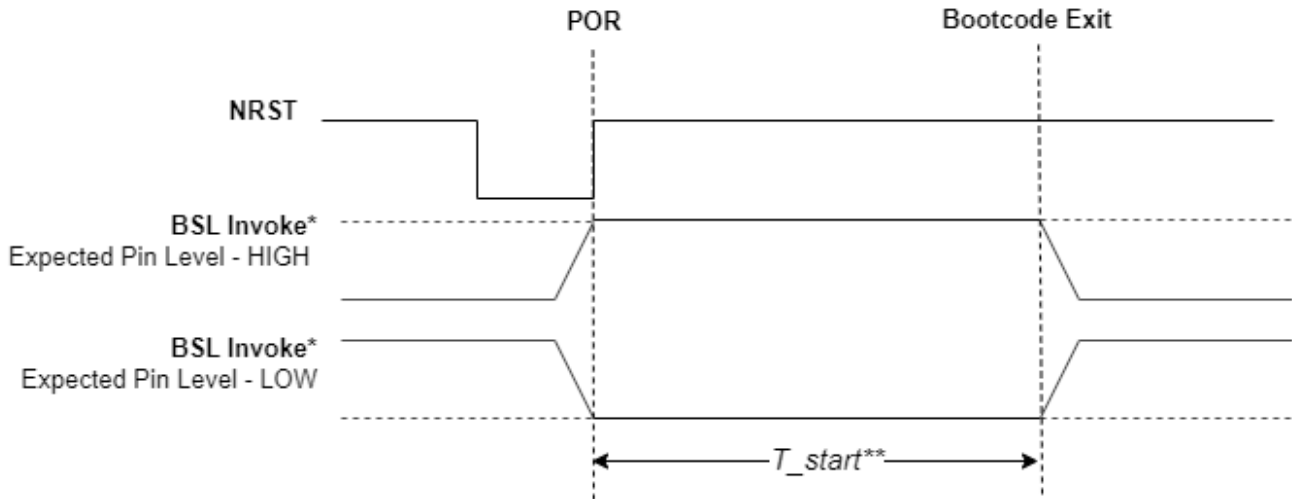 POR
Bootcode Exit
NRST
BSL Invoke*
Expected Pin Level - HIGH
BSL Invoke*
Expected Pin Level - LOW
T_start**